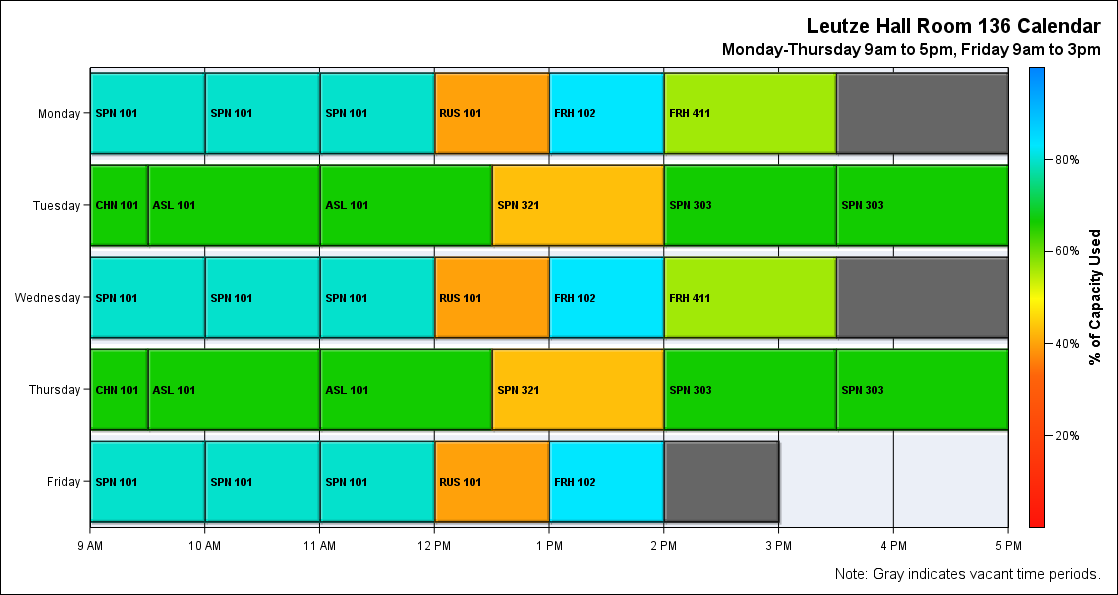 Leutze Hall Room 136 Calendar
Monday-Thursday 9am to 5pm, Friday 9am to 3pm
Monday SPN 101 SPN 101 SPN 101 RUS 101 FRH 102 FRH 411
Tuesday CHN 101 ASL 101 ASL 101 SPN 321 SPN 303 SPN 303
Wednesday SPN 101 SPN 101 SPN 101 RUS 101 FRH 102 FRH 411
Thursday CHN 101 ASL 101 ASL 101 SPN 321 SPN 303 SPN 303
Friday SPN 101 SPN 101 SPN 101 RUS 101 FRH 102
9 AM 10 AM 11 AM 12 PM 1 PM 2 PM 3 PM 4 PM 5 PM
80%
60%
40%
20%
% of Capacity Used
Note: Gray indicates vacant time periods.